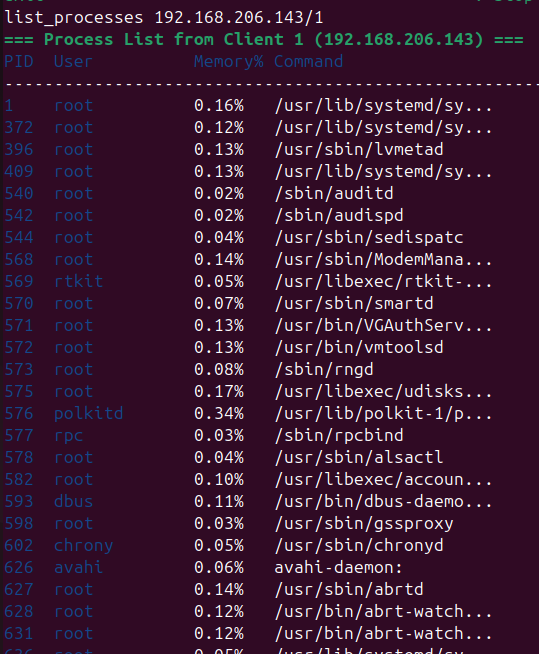 list_processes 192.168.206.143/1
=== Process List from Client 1 (192.168.206.143) ===
PID User Memory% Command
------------------------------------------------------
1 root 0.16% /usr/lib/systemd/sy...
372 root 0.12% /usr/lib/systemd/sy...
396 root 0.13% /usr/sbin/lvmetad
409 root 0.13% /usr/lib/systemd/sy...
540 root 0.02% /sbin/auditd
542 root 0.02% /sbin/audispd
544 root 0.04% /usr/sbin/sedispatc
568 root 0.14% /usr/sbin/ModemMana...
569 rtkit 0.05% /usr/libexec/rtkit-...
570 root 0.07% /usr/sbin/smartd
571 root 0.13% /usr/bin/VGAuthServ...
572 root 0.13% /usr/bin/vmtoolsd
573 root 0.08% /sbin/rngd
575 root 0.17% /usr/libexec/udisks...
576 polkitd 0.34% /usr/lib/polkit-1/p...
577 rpc 0.03% /sbin/rpcbind
578 root 0.04% /usr/sbin/alsactl
582 root 0.10% /usr/libexec/accoun...
593 dbus 0.11% /usr/bin/dbus-daemo...
598 root 0.03% /usr/sbin/gssproxy
602 chrony 0.05% /usr/sbin/chronyd
626 avahi 0.06% avahi-daemon:
627 root 0.14% /usr/sbin/abrtd
628 root 0.12% /usr/bin/abrt-watch...
631 root 0.12% /usr/bin/abrt-watch...
636 root 0.05% /usr/lib/systemd/sy...